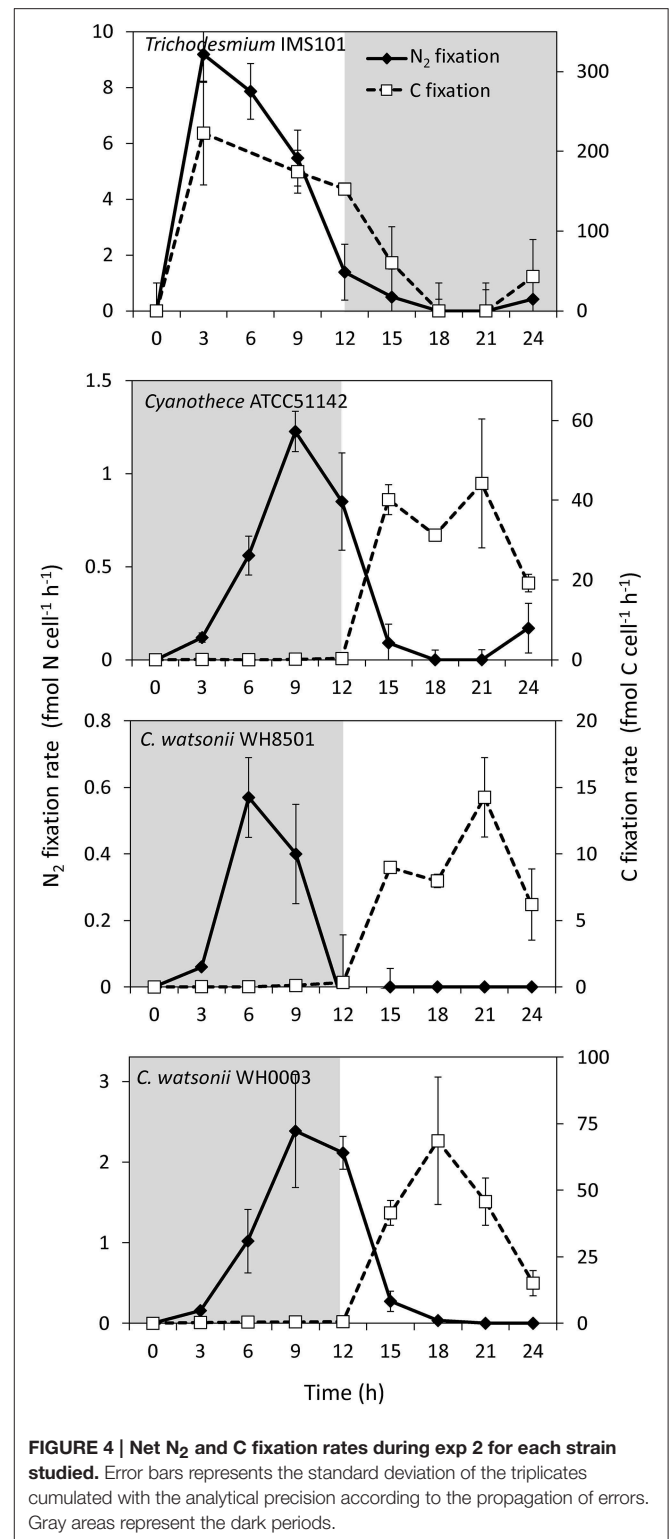 Trichodesmium IMS101
N2 fixation
C fixation
10
8
6
4
2
0
300
200
100
0
0 3 6 9 12 15 18 21 24
Cyanothece ATCC51142
1.5
1
0.5
0
60
40
20
0
0 3 6 9 12 15 18 21 24
N2 fixation rate (fmol N cell-1 h-1)
C fixation rate (fmol C cell-1 h-1)
C. watsonii WH8501
0.8
0.6
0.4
0.2
0
20
15
10
5
0
0 3 6 9 12 15 18 21 24
C. watsonii WH0003
3
2
1
0
100
75
50
25
0
0 3 6 9 12 15 18 21 24
Time (h)
FIGURE 4 | Net N2 and C fixation rates during exp 2 for each strain
studied. Error bars represents the standard deviation of the triplicates
cumulated with the analytical precision according to the propagation of errors.
Gray areas represent the dark periods.